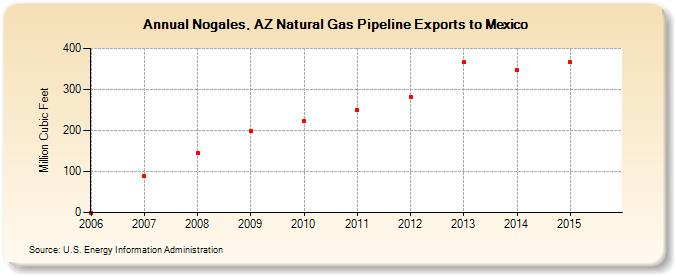 Annual Nogales, AZ Natural Gas Pipeline Exports to Mexico
Million Cubic Feet
400
300
200
100
0
2006 2007 2008 2009 2010 2011 2012 2013 2014 2015
Source: U.S. Energy Information Administration